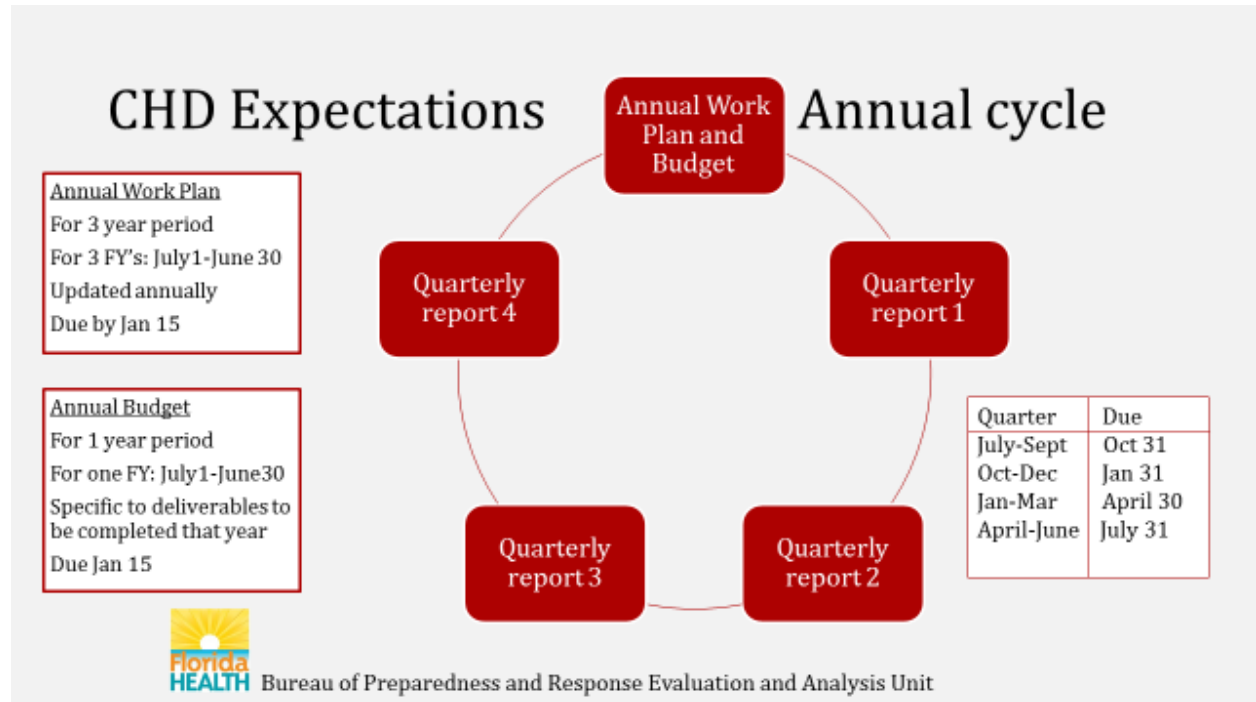 CHD Expectations
Annual cycle
Annual Work
Plan and
Budget
Annual Work Plan
For 3 year period
For 3 FY's: July1-June 30
Updated annually
Due by Jan 15
Annual Budget
For 1 year period
For one FY: July1-June30
Specific to deliverables to
be completed that year
Due Jan 15
Quarterly
report 4
Quarterly
report 1
Quarterly
report 3
Quarterly
report 2
Quarter Due
July-Sept Oct 31
Oct-Dec Jan 31
Jan-Mar April 30
April-June July 31
Florida
HEALTH
Bureau of Preparedness and Response Evaluation and Analysis Unit